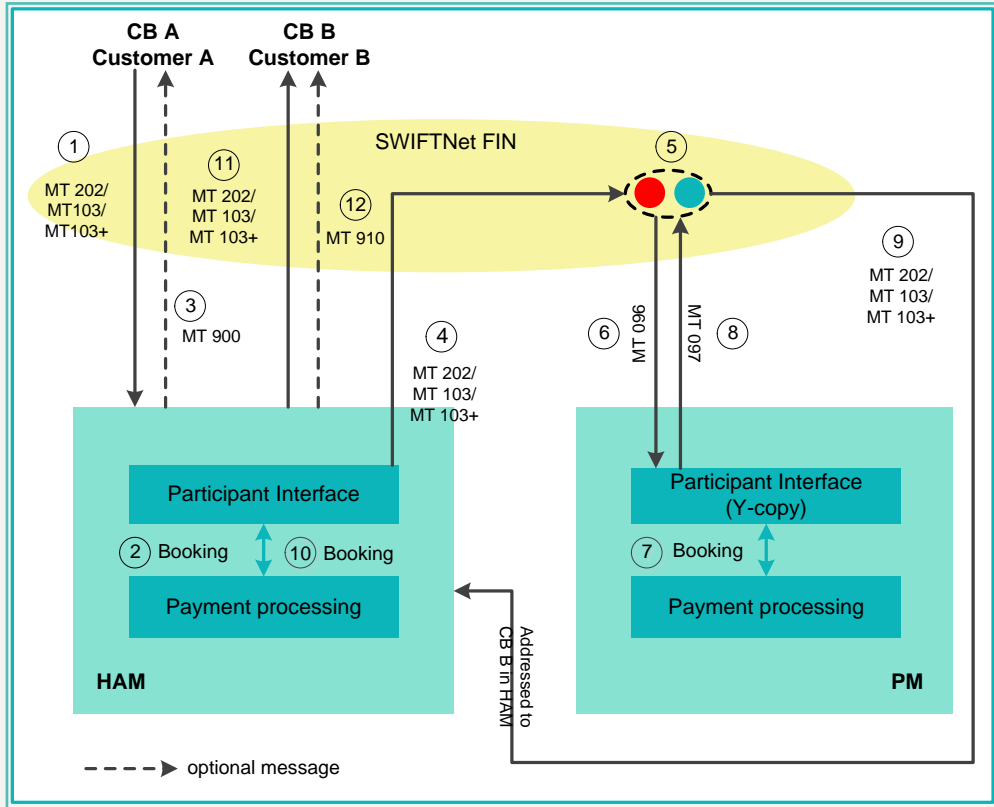 CB A
Customer A
CB B
Customer B
SWIFTNet FIN
1
MT 202/
MT103/
MT103+
11
MT 202/
MT 103/
MT 103+
12
MT 910
5
3
MT 900
4
MT 202/
MT 103/
MT 103+
6
MT 096
MT 097
8
9
MT 202/
MT 103/
MT 103+
Participant Interface
2 Booking
10 Booking
Payment processing
HAM
Participant Interface
(Y-copy)
7 Booking
Payment processing
PM
Addressed to
CB B in HAM
optional message